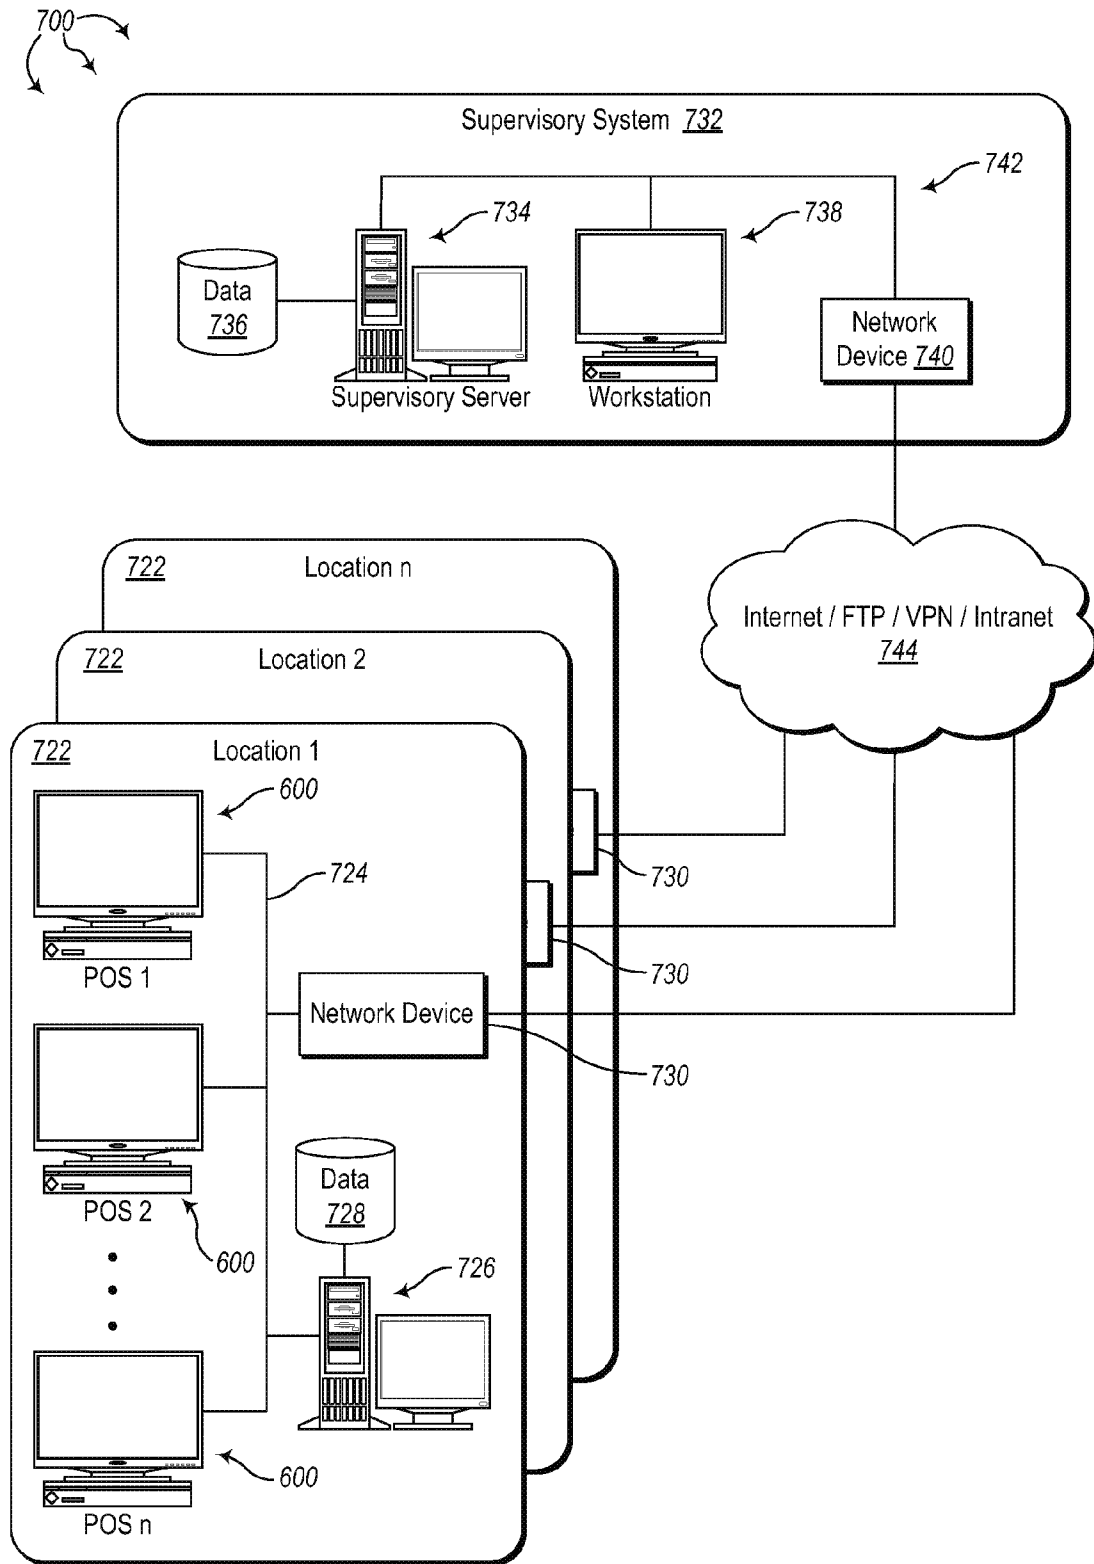 700
Supervisory System 732
742
734
738
Data
736
Network
Device 740
Supervisory Server
Workstation
722 Location n
Internet / FTP / VPN / Intranet
744
722 Location 2
722 Location 1
600
724
730
POS 1
730
Network Device
730
Data
728
POS 2
600
726
600
POS n